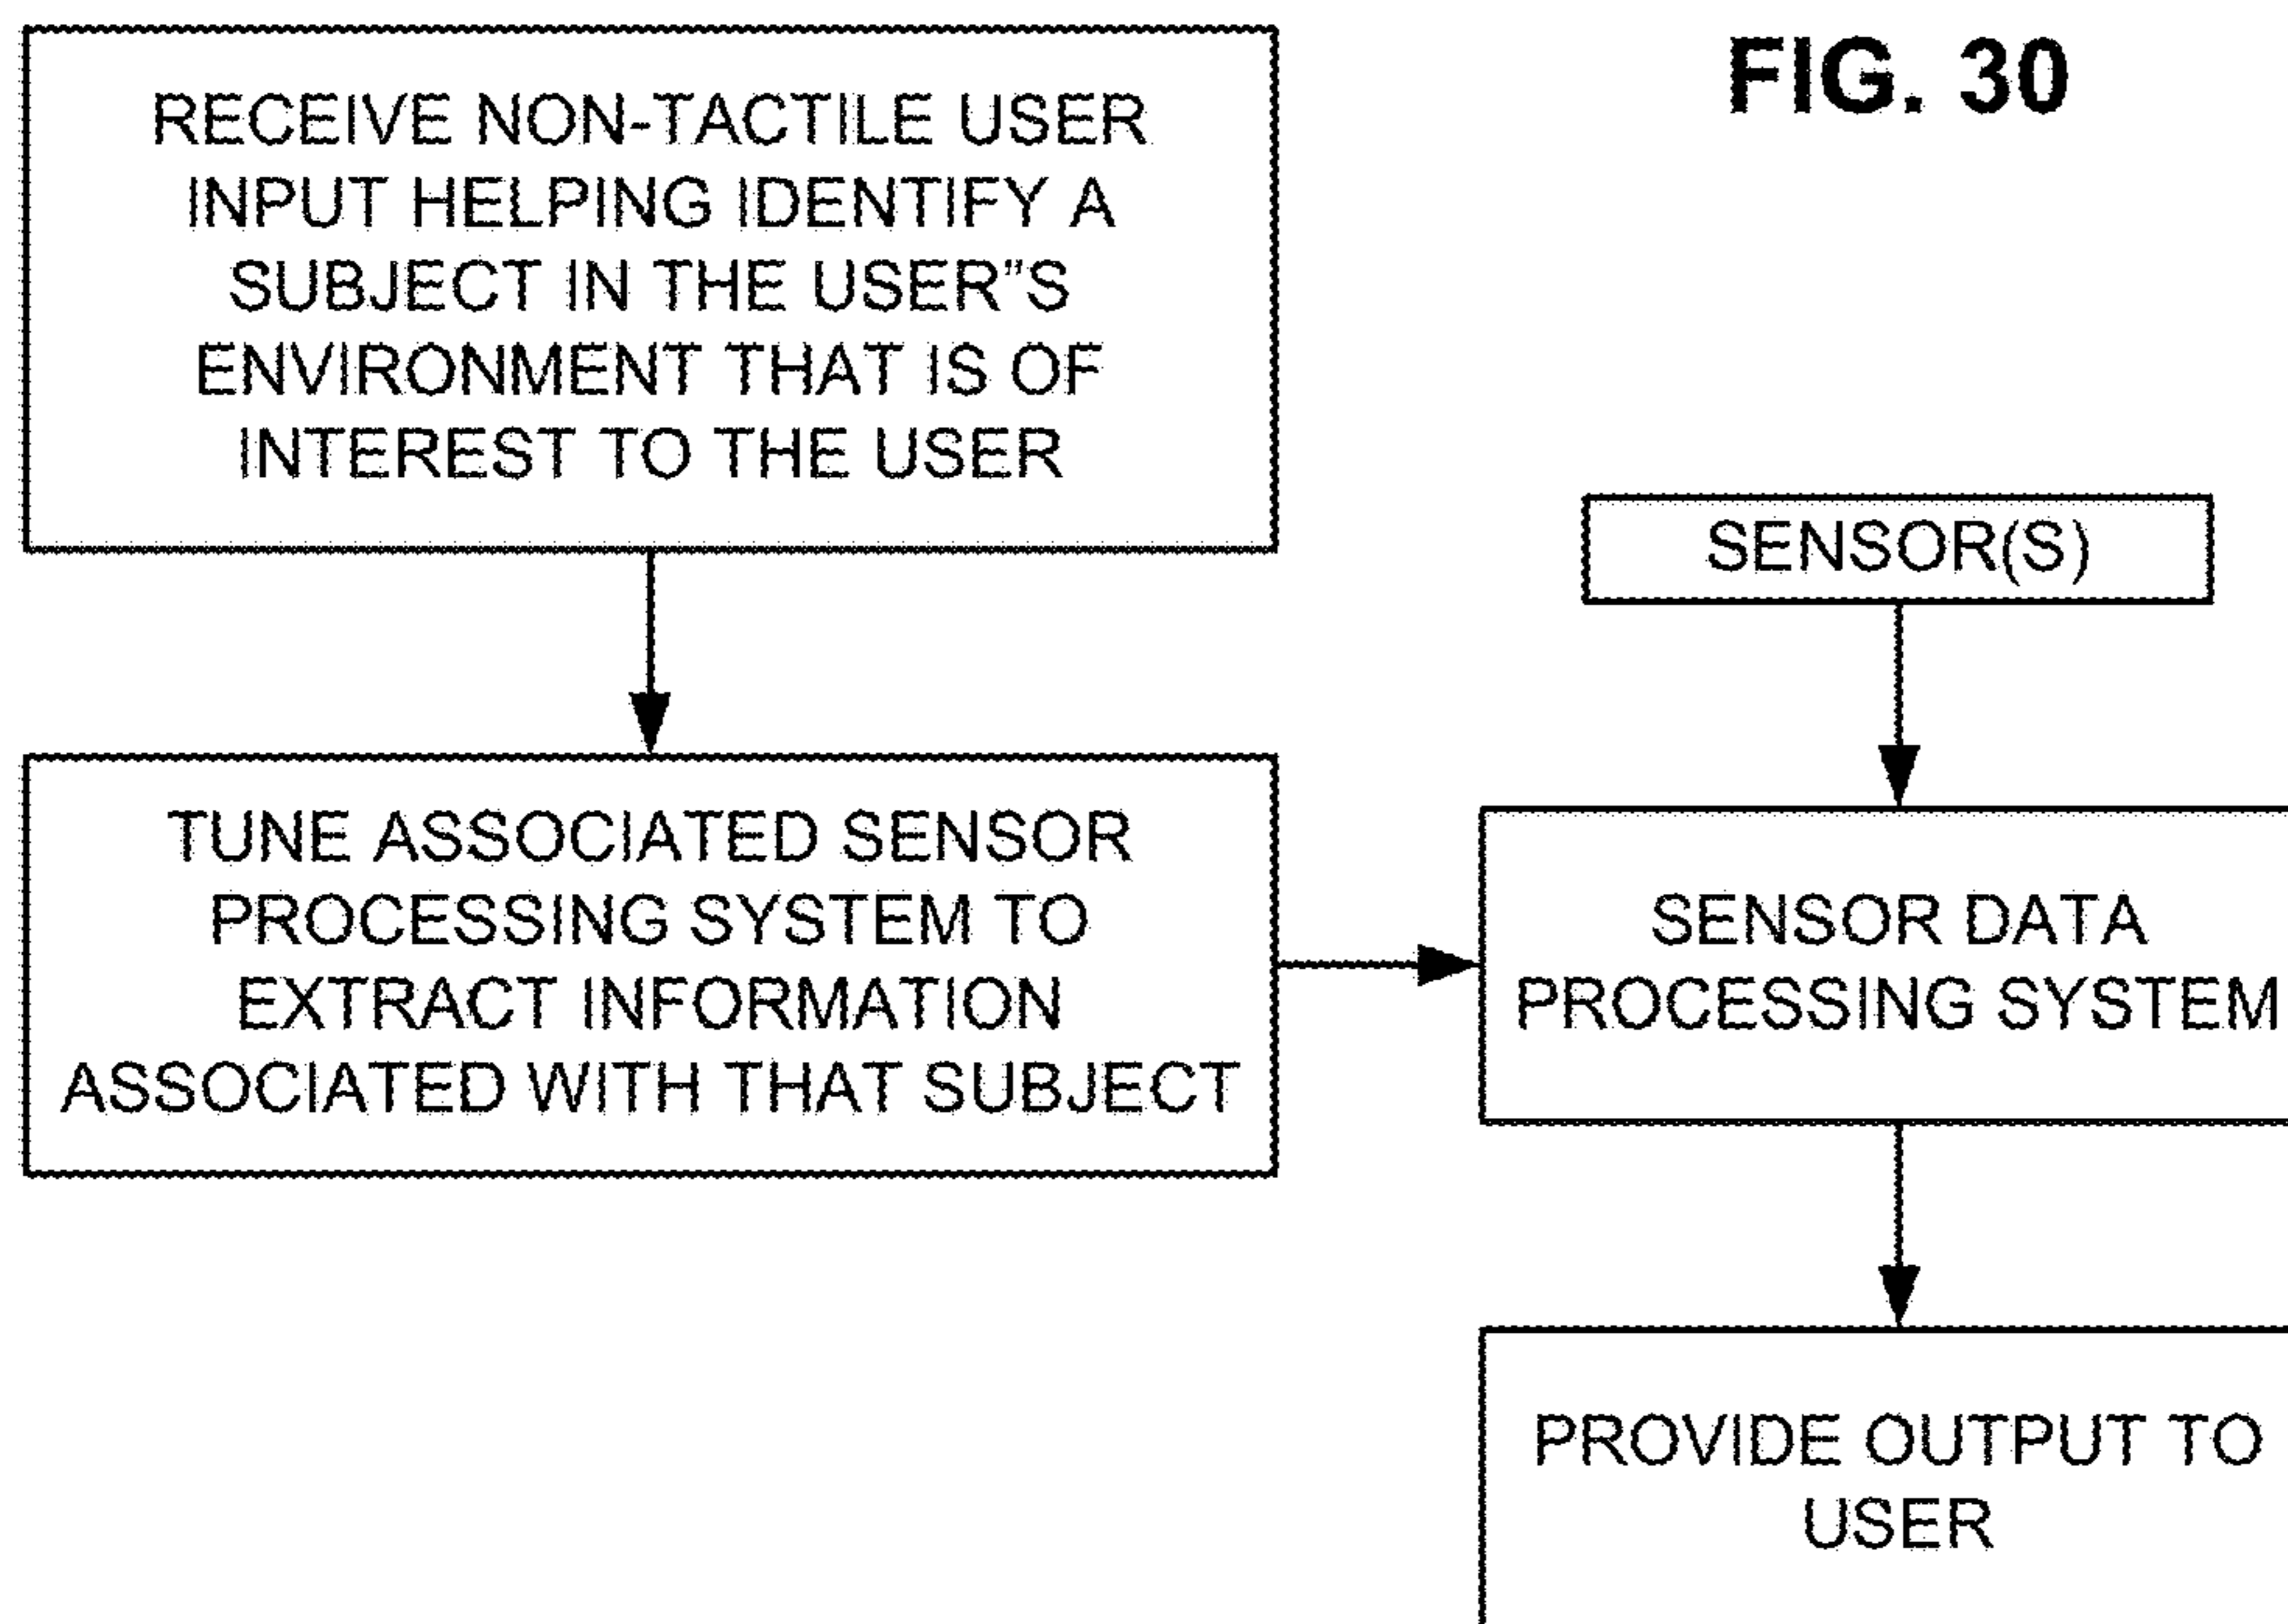 FIG. 30
RECEIVE NON-TACTILE USER
INPUT HELPING IDENTIFY A
SUBJECT IN THE USER"S
ENVIRONMENT THAT IS OF
INTEREST TO THE USER
SENSOR(S)
TUNE ASSOCIATED SENSOR
PROCESSING SYSTEM TO
EXTRACT INFORMATION
ASSOCIATED WITH THAT SUBJECT
SENSOR DATA
PROCESSING SYSTEM
PROVIDE OUTPUT TO
USER